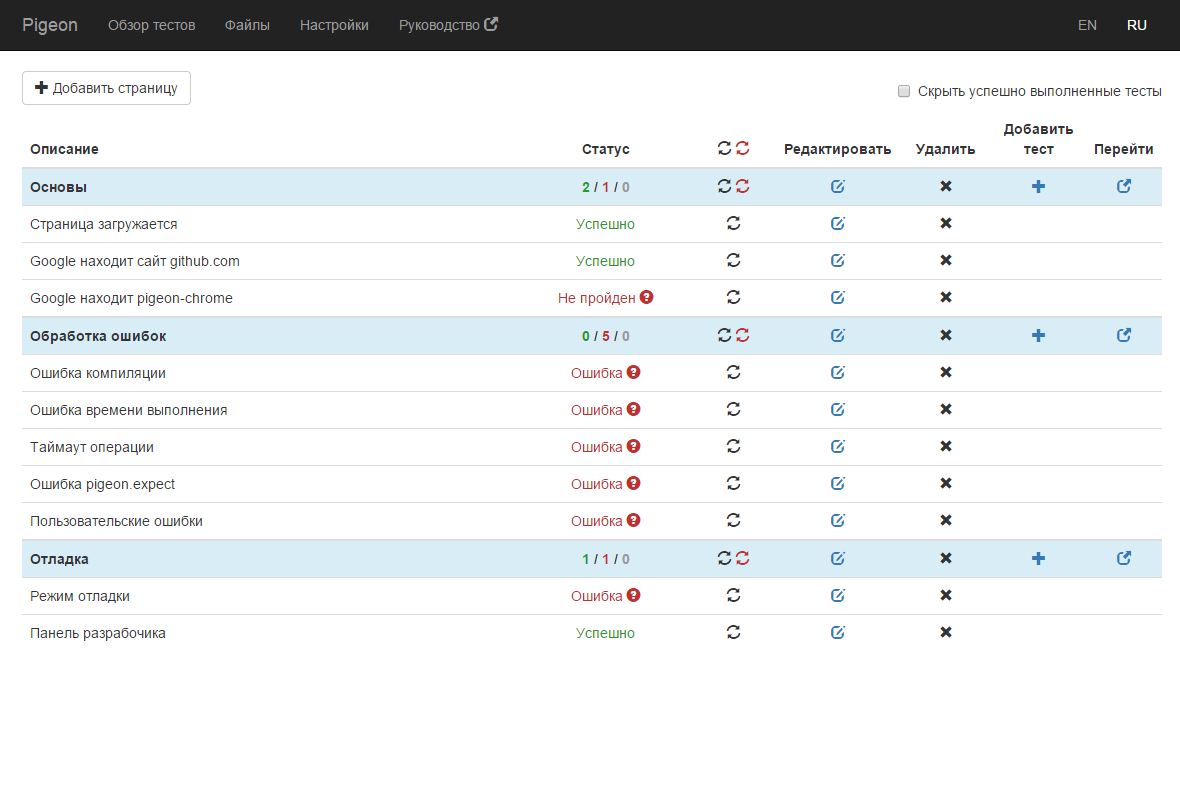 Pigeon Обзор тестов Файлы Настройки Руководство EN RU
Добавить страницу Скрыть успешно выполненные тесты
Описание Статус Редактировать Удалить Добавить тест Перейти
Основы 2 / 1 / 0
Страница загружается Успешно
Google находит сайт github.com Успешно
Google находит pigeon-chrome Не пройден
Обработка ошибок 0 / 5 / 0
Ошибка компиляции Ошибка
Ошибка времени выполнения Ошибка
Таймаут операции Ошибка
Ошибка pigeon.expect Ошибка
Пользовательские ошибки Ошибка
Отладка 1 / 1 / 0
Режим отладки Ошибка
Панель разрабочика Успешно